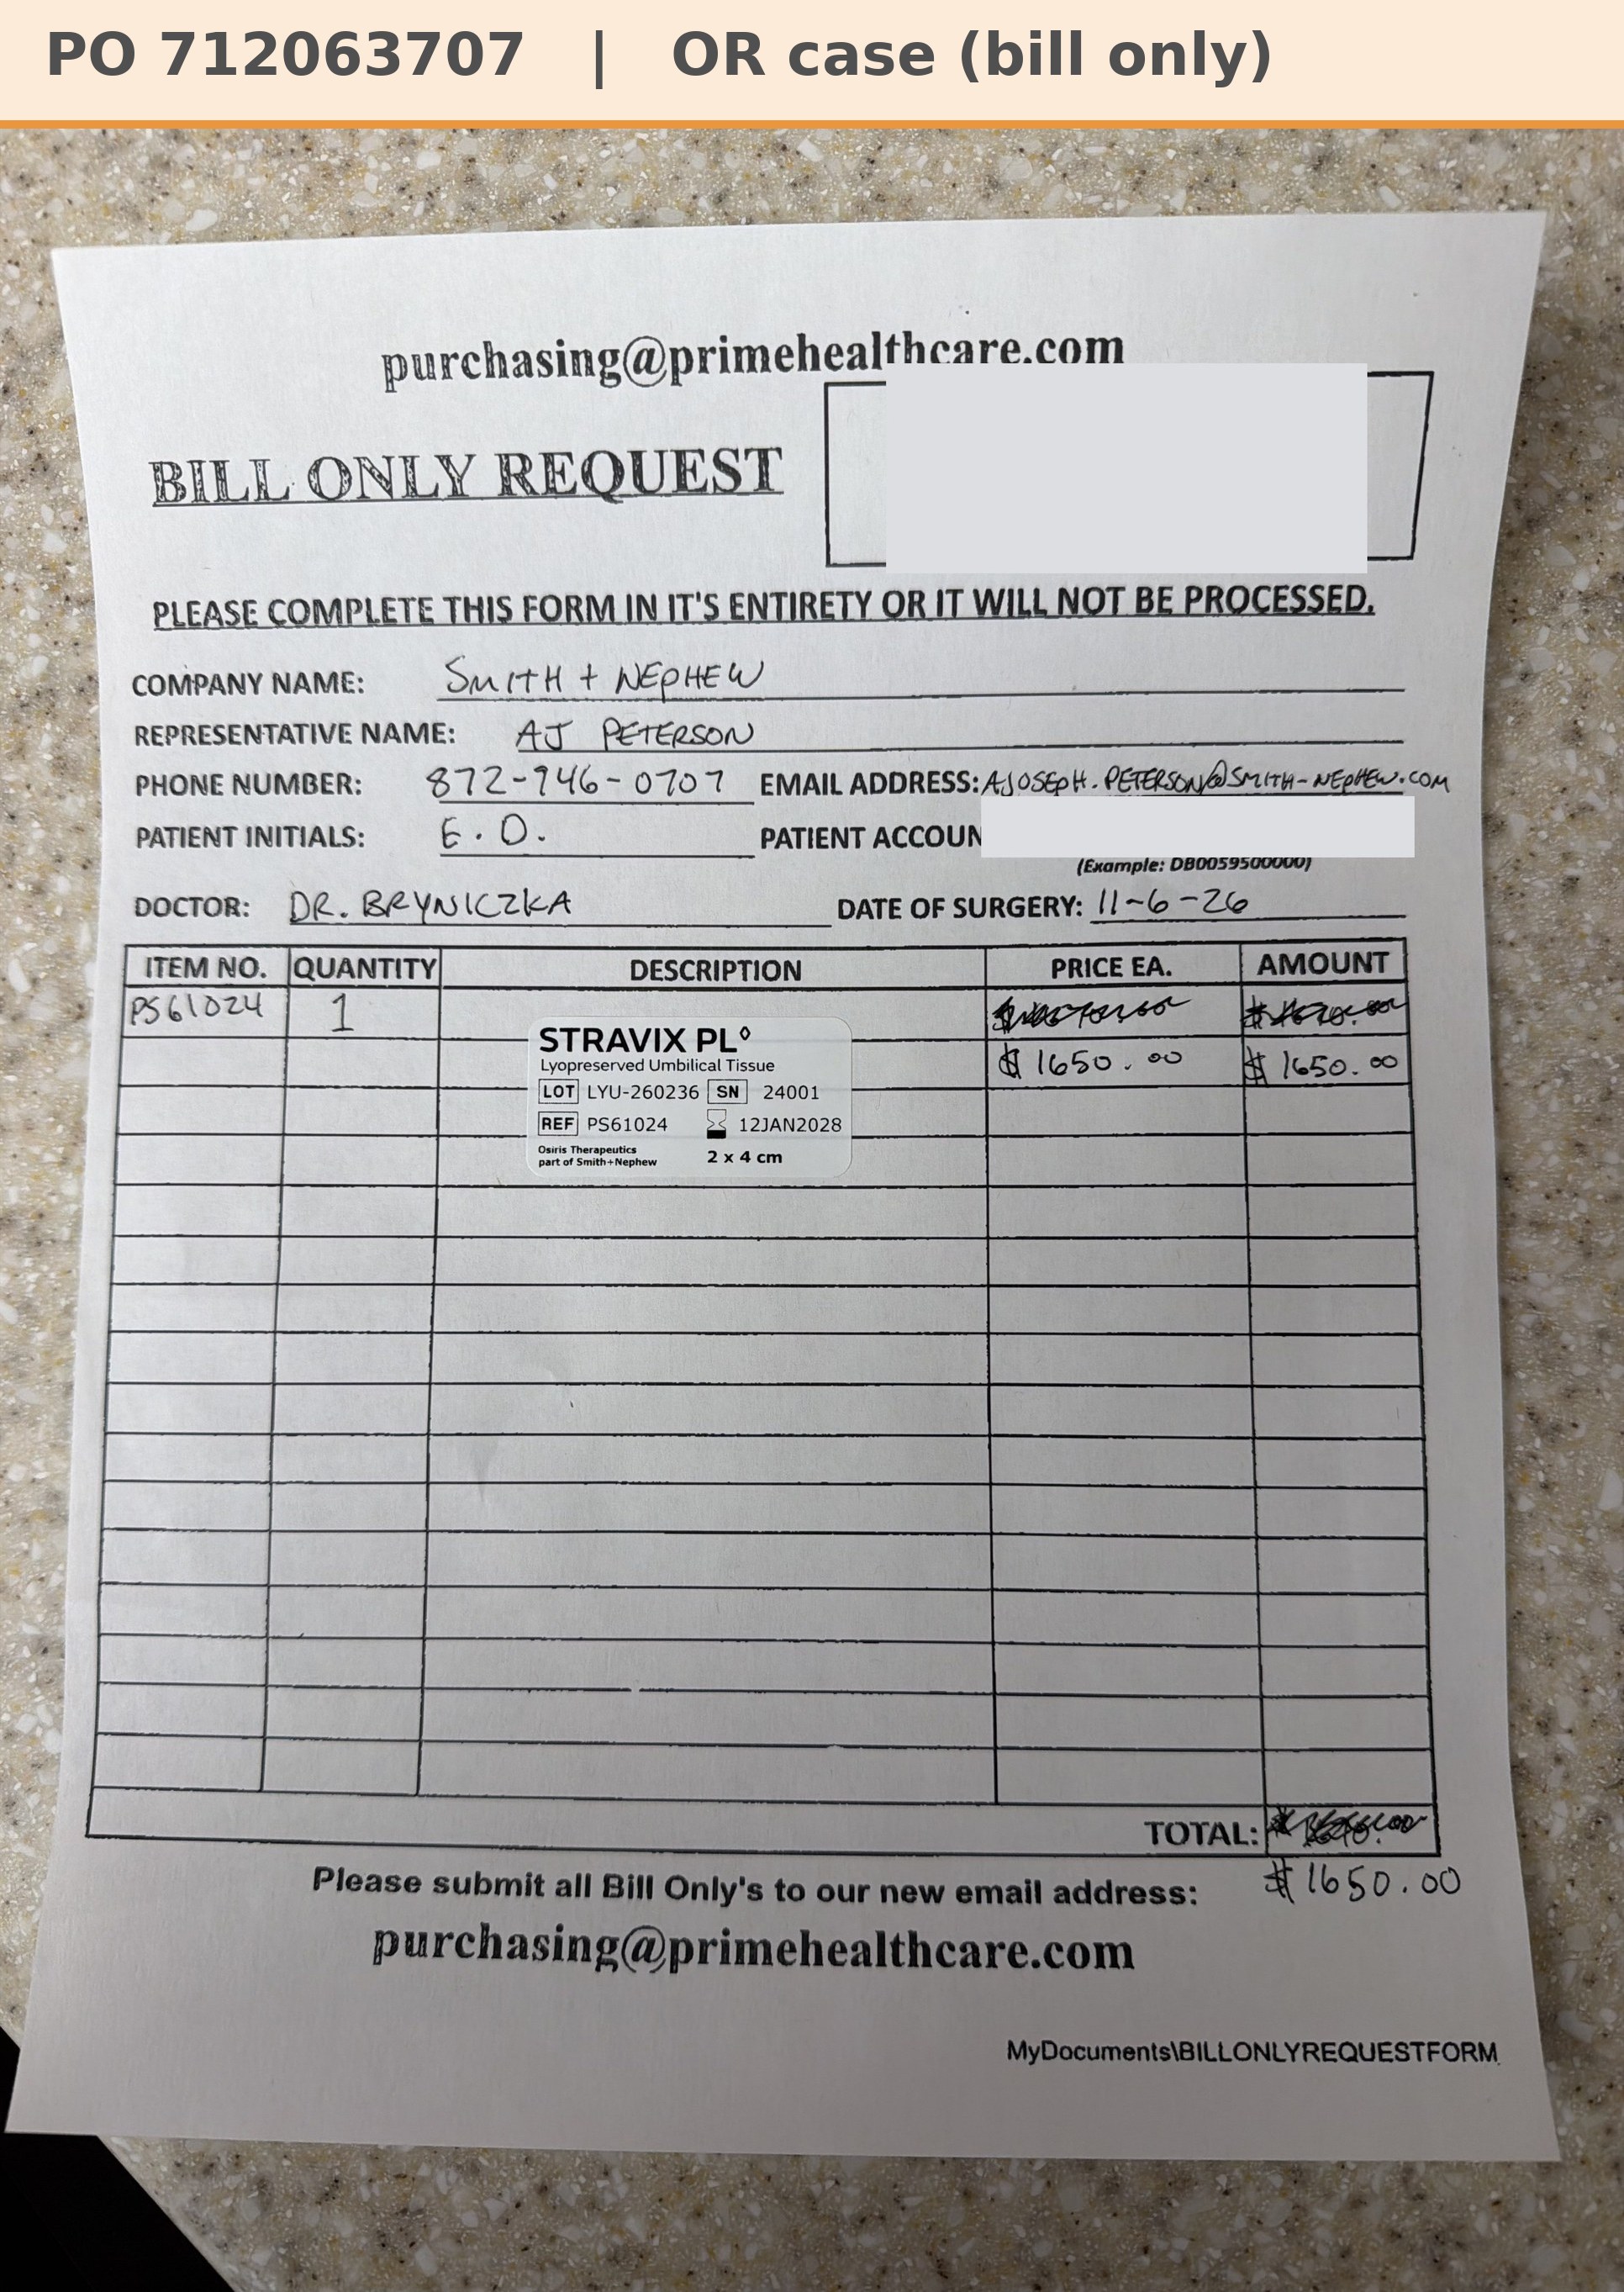 PO 712063707 | OR case (bill only)
purchasing@primehealthcare.com
BILL ONLY REQUEST
PLEASE COMPLETE THIS FORM IN IT'S ENTIRETY OR IT WILL NOT BE PROCESSED.
COMPANY NAME: SMITH + NEPHEW
REPRESENTATIVE NAME: AJ PETERSON
PHONE NUMBER: 872-946-0707 EMAIL ADDRESS: AJOSEPH.PETERSON@SMITH-NEPHEW.COM
PATIENT INITIALS: E.O. PATIENT ACCOUN
(Example: DB0059500000)
DOCTOR: DR. BRYNICZKA DATE OF SURGERY: 11-6-26
ITEM NO. QUANTITY DESCRIPTION PRICE EA. AMOUNT
PS61024 1
$1650.00 $1650.00
STRAVIX PL◊
Lyopreserved Umbilical Tissue
LOT LYU-260236 SN 24001
REF PS61024 12JAN2028
Osiris Therapeutics
part of Smith+Nephew 2 x 4 cm
TOTAL:
$1650.00
Please submit all Bill Only's to our new email address:
purchasing@primehealthcare.com
MyDocuments\BILLONLYREQUESTFORM